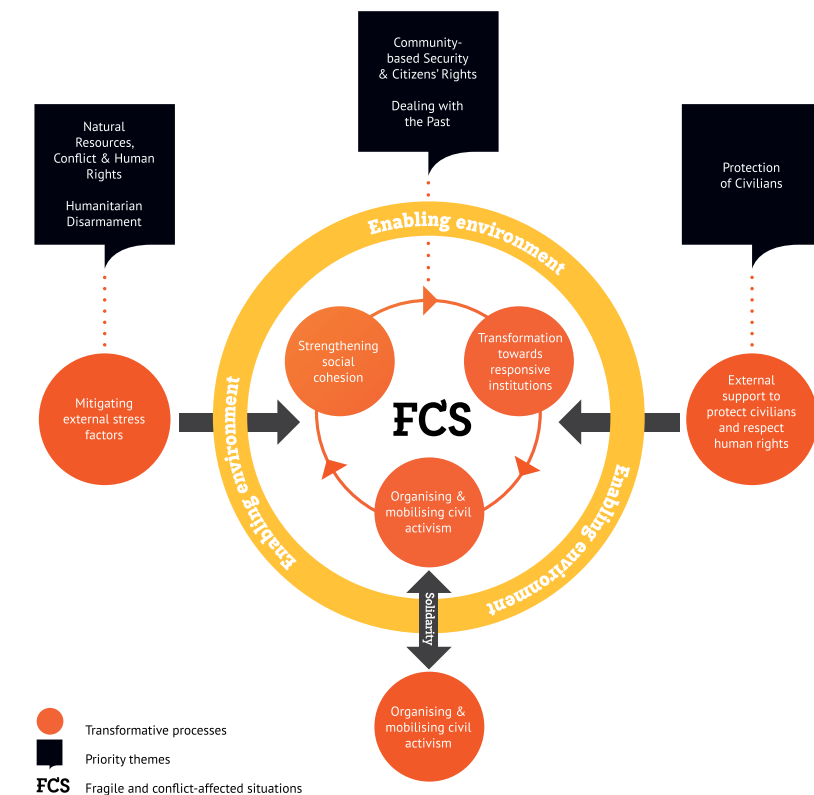 Community-
based Security
& Citizens' Rights
Dealing with
the Past
Natural
Resources,
Conflict & Human
Rights
Humanitarian
Disarmament
Protection
of Civilians
Enabling environment
Strengthening
social
cohesion
Transformation
towards
responsive
institutions
Mitigating
external stress
factors
FCS
External
support to
protect civilians
and respect
human rights
Enabling environment
Enabling environment
Organising &
mobilising civil
activism
Solidarity
Organising &
mobilising civil
activism
Transformative processes
Priority themes
FCS Fragile and conflict-affected situations